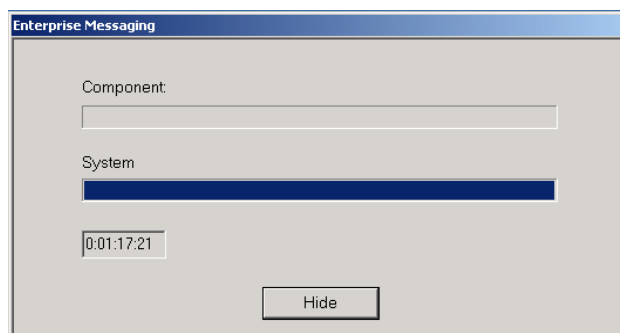 Enterprise Messaging
Component:
System
0:01:17:21
Hide